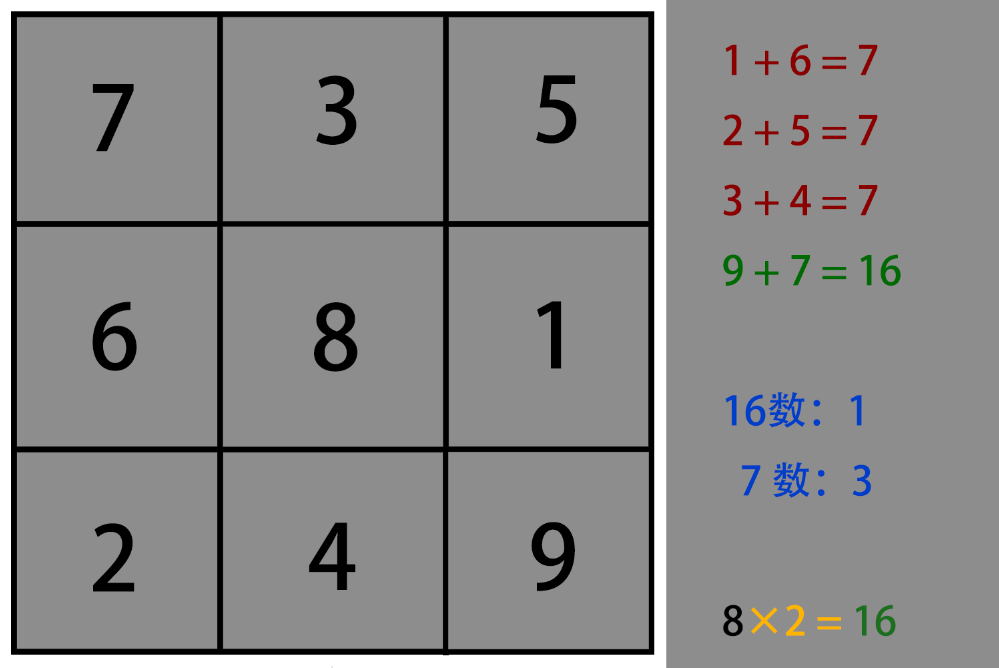 7 3 5
6 8 1
2 4 9
1 + 6 = 7
2 + 5 = 7
3 + 4 = 7
9 + 7 = 16
16数：1
7 数：3
8×2 = 16